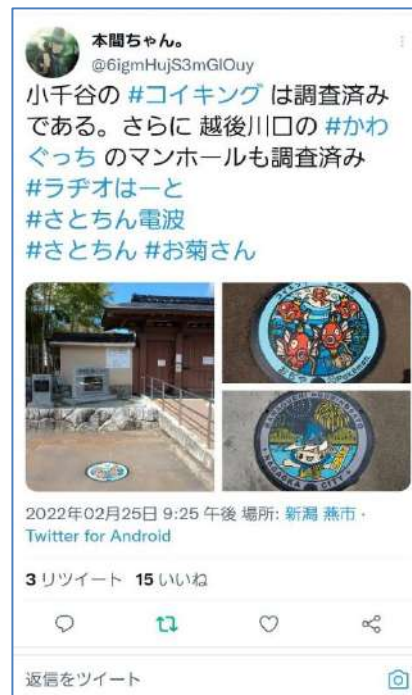 本間ちゃん。
@6igmHujS3mGlOuy
小千谷の #コイキング は調査済み
である。さらに 越後川口の #かわ
ぐっち のマンホールも調査済み
#ラヂオはーと
#さとちん電波
#さとちん #お菊さん
Pokémon
NAGAOKA CITY
2022年02月25日 9:25 午後 場所: 新潟 燕市 ·
Twitter for Android
3 リツイート 15 いいね
返信をツイート